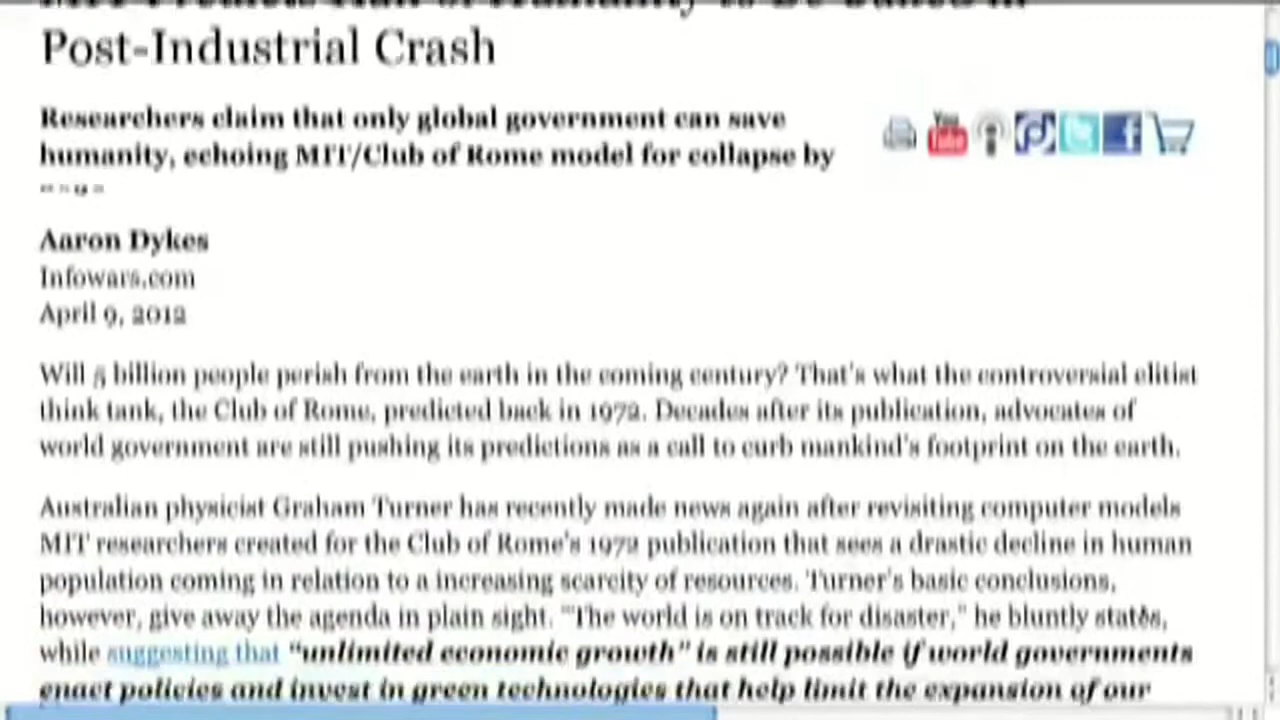 Post-Industrial Crash
Researchers claim that only global government can save
humanity, echoing MIT/Club of Rome model for collapse by
You
Tube
Aaron Dykes
Infowars.com
April 9, 2012
Will 5 billion people perish from the earth in the coming century? That's what the controversial elitist
think tank, the Club of Rome, predicted back in 1972. Decades after its publication, advocates of
world government are still pushing its predictions as a call to curb mankind's footprint on the earth.
Australian physicist Graham Turner has recently made news again after revisiting computer models
MIT researchers created for the Club of Rome's 1972 publication that sees a drastic decline in human
population coming in relation to a increasing scarcity of resources. Turner's basic conclusions,
however, give away the agenda in plain sight. "The world is on track for disaster," he bluntly states,
while suggesting that "unlimited economic growth" is still possible if world governments
enact policies and invest in green technologies that help limit the expansion of our